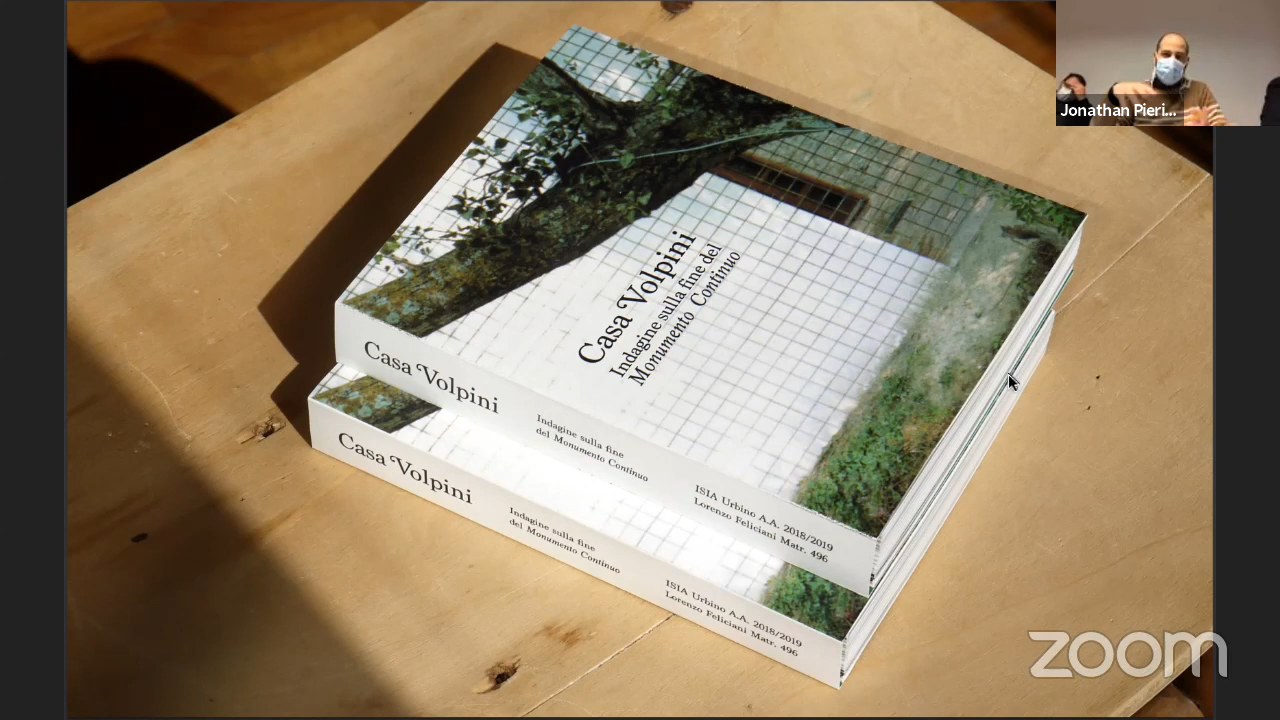 Jonathan Pieri...
Casa Volpini
Indagine sulla fine del
Monumento Continuo
Casa Volpini
Indagine sulla fine
del Monumento Continuo
ISIA Urbino A.A. 2018/2019
Lorenzo Feliciani Matr. 496
Casa Volpini
Indagine sulla fine
del Monumento Continuo
ISIA Urbino A.A. 2018/2019
Lorenzo Feliciani Matr. 496
zoom